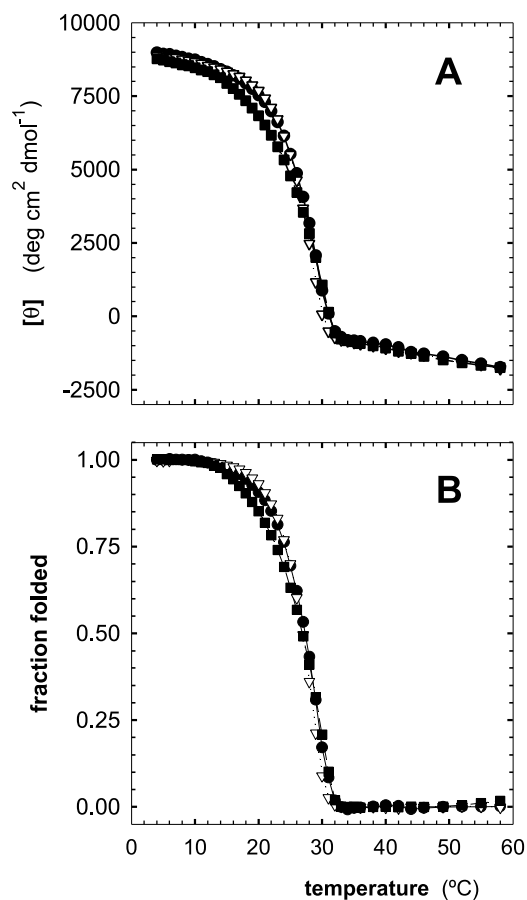 10000
A
7500
5000
2500
0
-2500
[θ] (deg cm² dmol⁻¹)
1.00
B
0.75
0.50
0.25
0.00
fraction folded
0 10 20 30 40 50 60
temperature (ºC)